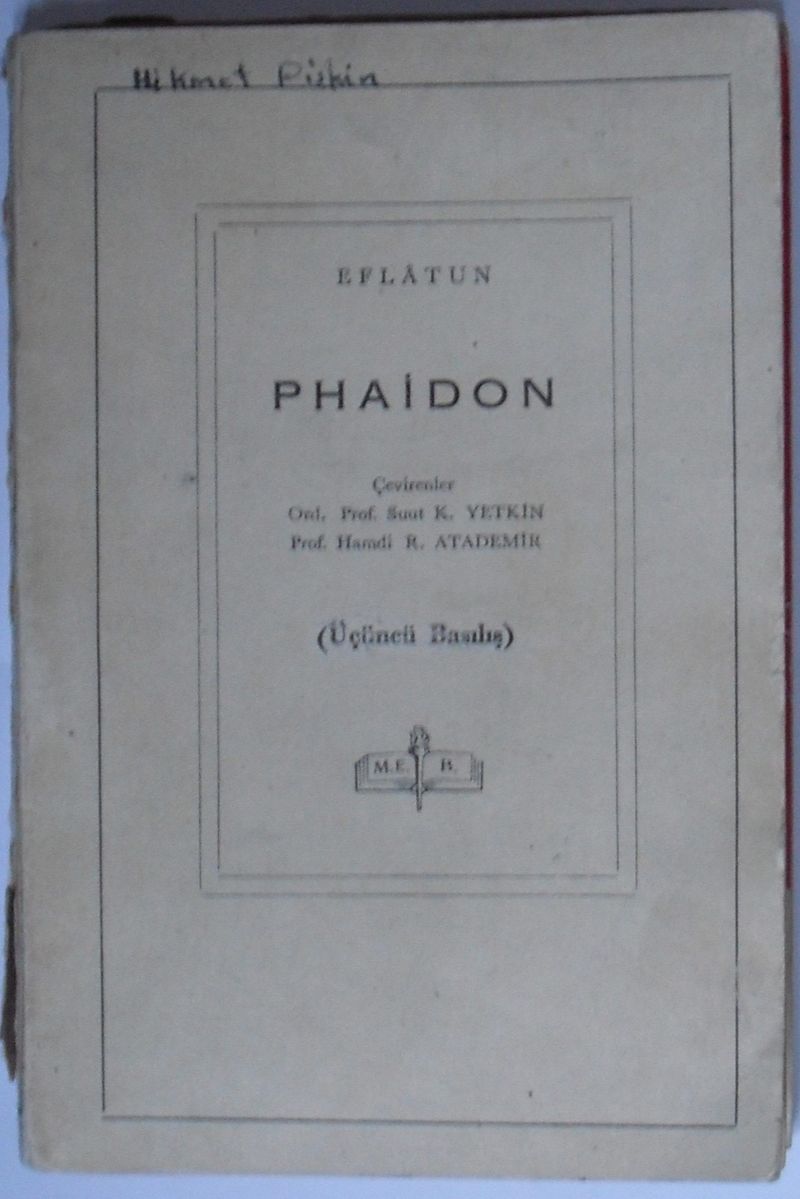 Hikmet Pişkin
EFLÂTUN
PHAİDON
Çevirenler
Ord. Prof. Suut K. YETKİN
Prof. Hamdi R. ATADEMİR
(Üçüncü Basılış)
M. E. B.